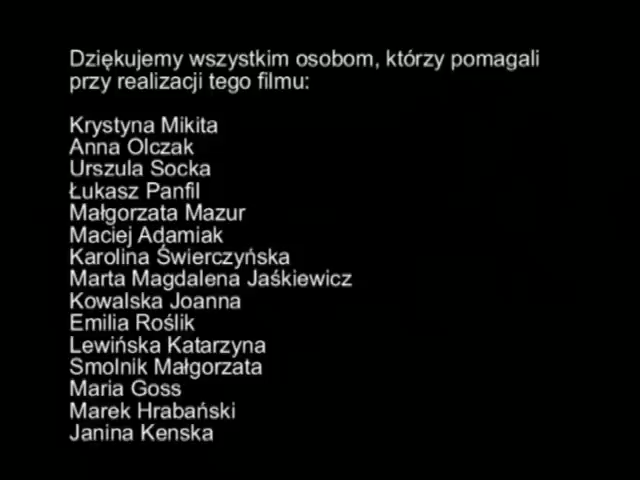 Dziękujemy wszystkim osobom, którzy pomagali
przy realizacji tego filmu:
Krystyna Mikita
Anna Olczak
Urszula Socka
Łukasz Panfil
Małgorzata Mazur
Maciej Adamiak
Karolina Świerczyńska
Marta Magdalena Jaśkiewicz
Kowalska Joanna
Emilia Roślik
Lewińska Katarzyna
Smolnik Małgorzata
Maria Goss
Marek Hrabański
Janina Kenska